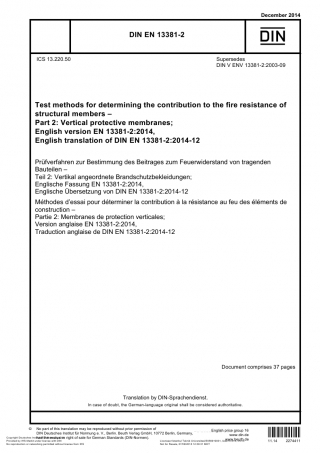 December 2014
DIN EN 13381-2
DIN
ICS 13.220.50
Supersedes
DIN V ENV 13381-2:2003-09
Test methods for determining the contribution to the fire resistance of
structural members –
Part 2: Vertical protective membranes;
English version EN 13381-2:2014,
English translation of DIN EN 13381-2:2014-12
Prüfverfahren zur Bestimmung des Beitrages zum Feuerwiderstand von tragenden
Bauteilen –
Teil 2: Vertikal angeordnete Brandschutzbekleidungen;
Englische Fassung EN 13381-2:2014,
Englische Übersetzung von DIN EN 13381-2:2014-12
Méthodes d'essai pour déterminer la contribution à la résistance au feu des éléments de
construction –
Partie 2: Membranes de protection verticales;
Version anglaise EN 13381-2:2014,
Traduction anglaise de DIN EN 13381-2:2014-12
Document comprises 37 pages
Translation by DIN-Sprachendienst.
In case of doubt, the German-language original shall be considered authoritative.
© No part of this translation may be reproduced without prior permission of
DIN Deutsches Institut für Normung e. V., Berlin. Beuth Verlag GmbH, 10772 Berlin, Germany,
has the exclusive right of sale for German Standards (DIN-Normen).
English price group 16
www.din.de
www.beuth.de